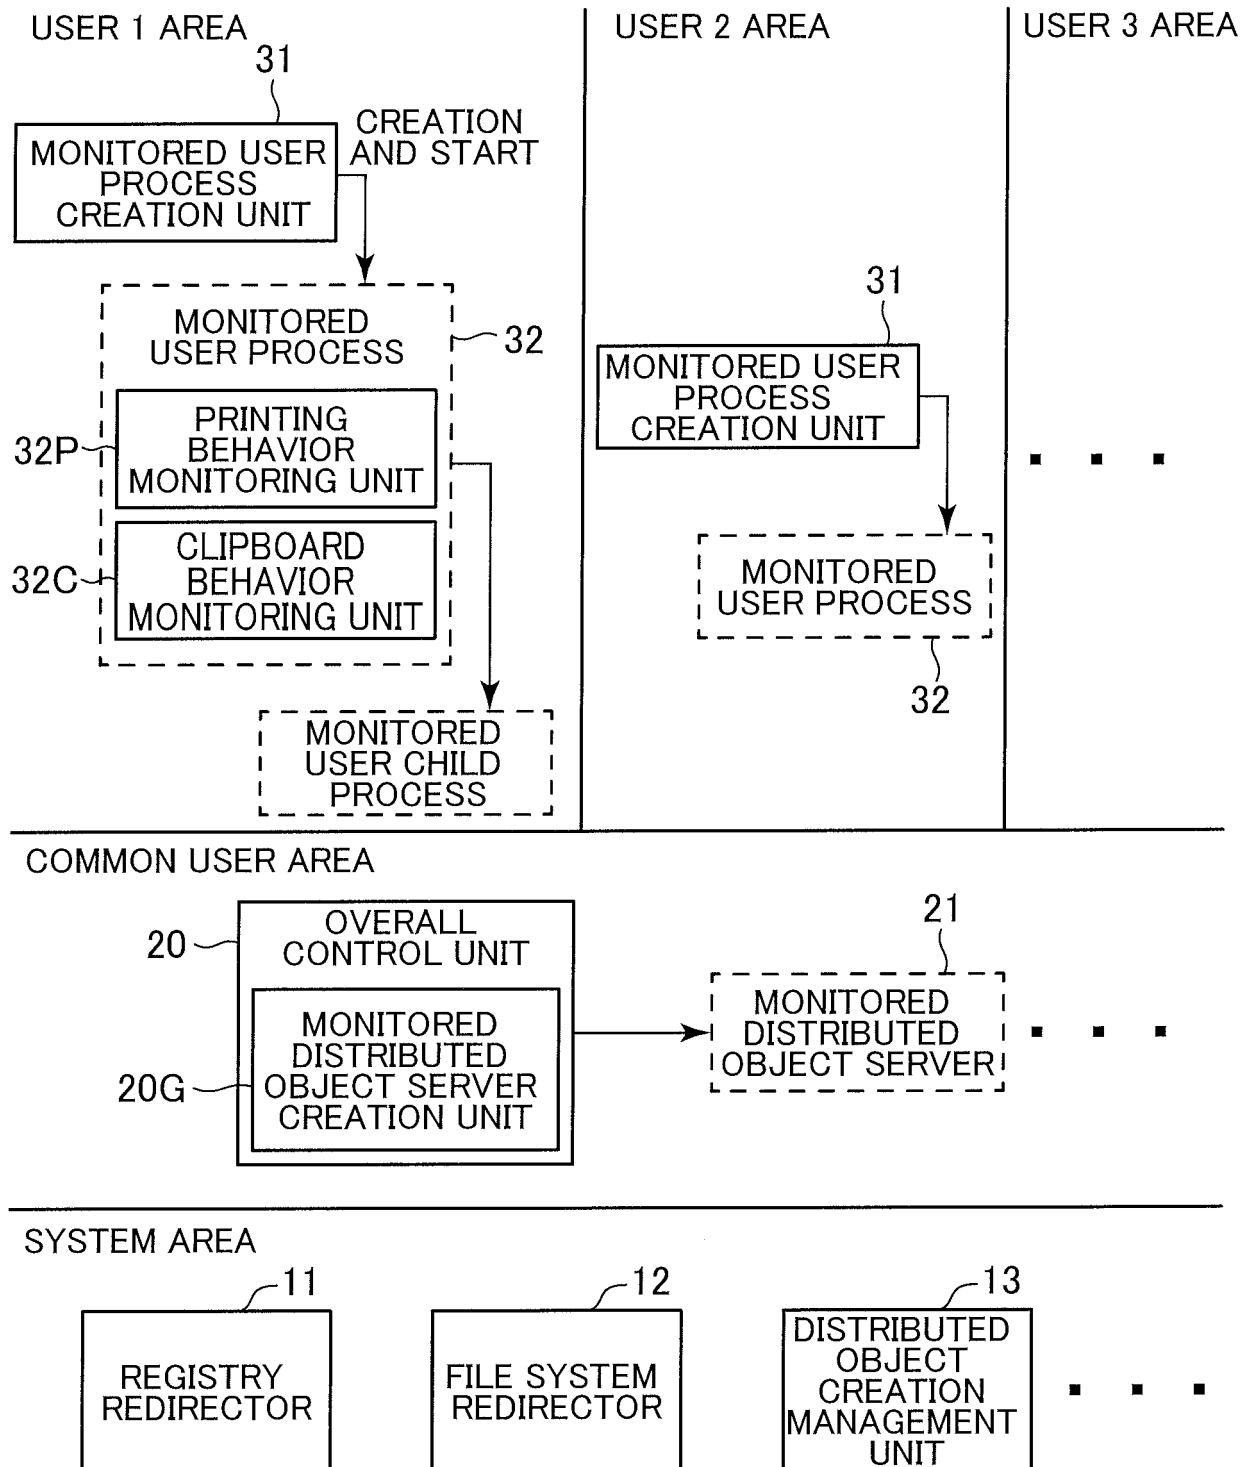 USER 1 AREA
31
MONITORED USER
PROCESS
CREATION UNIT
CREATION
AND START
MONITORED
USER PROCESS
32
PRINTING
BEHAVIOR
MONITORING UNIT
32P
CLIPBOARD
BEHAVIOR
MONITORING UNIT
32C
MONITORED
USER CHILD
PROCESS
USER 2 AREA
31
MONITORED USER
PROCESS
CREATION UNIT
MONITORED
USER PROCESS
32
USER 3 AREA
COMMON USER AREA
20
OVERALL
CONTROL UNIT
20G
MONITORED
DISTRIBUTED
OBJECT SERVER
CREATION UNIT
21
MONITORED
DISTRIBUTED
OBJECT SERVER
SYSTEM AREA
11
REGISTRY
REDIRECTOR
12
FILE SYSTEM
REDIRECTOR
13
DISTRIBUTED
OBJECT
CREATION
MANAGEMENT
UNIT